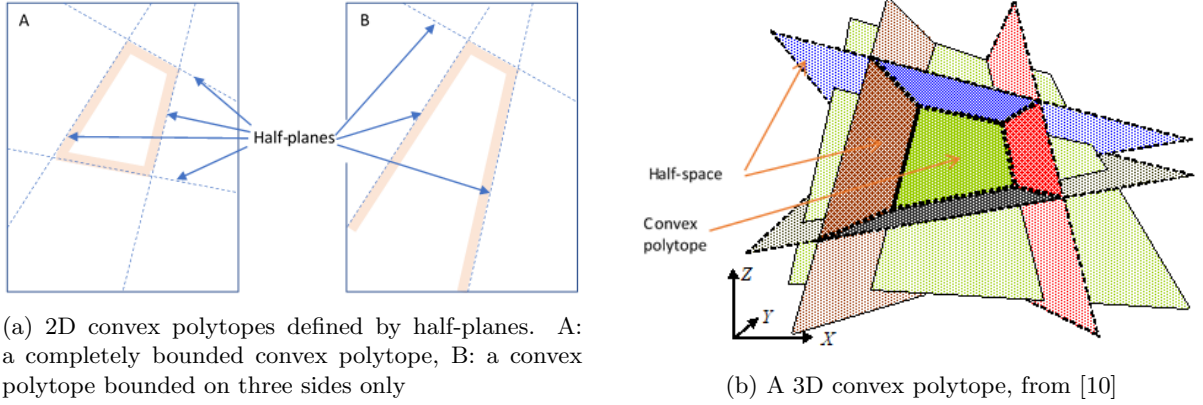 A
B
Half-planes
(a) 2D convex polytopes defined by half-planes. A:
a completely bounded convex polytope, B: a convex
polytope bounded on three sides only
Half-space
Convex
polytope
Z
Y
X
(b) A 3D convex polytope, from [10]